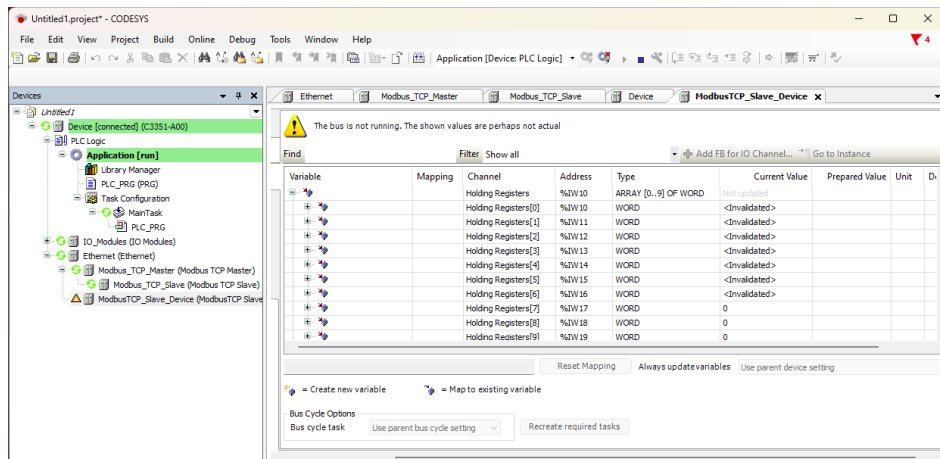 Untitled1.project* - CODESYS
File Edit View Project Build Online Debug Tools Window Help
4
Application [Device: PLC Logic]
Devices
Untitled1
Device [connected] (C3351-A00)
PLC Logic
Application [run]
Library Manager
PLC_PRG (PRG)
Task Configuration
MainTask
PLC_PRG
IO_Modules (IO Modules)
Ethernet (Ethernet)
Modbus_TCP_Master (Modbus TCP Master)
Modbus_TCP_Slave (Modbus TCP Slave)
ModbusTCP_Slave_Device (ModbusTCP Slave
Ethernet Modbus_TCP_Master Modbus_TCP_Slave Device ModbusTCP_Slave_Device
The bus is not running. The shown values are perhaps not actual
Find Filter Show all Add FB for IO Channel... Go to Instance
Variable Mapping Channel Address Type Current Value Prepared Value Unit De
Holding Registers %IW10 ARRAY [0..9] OF WORD Not updated
Holding Registers[0] %IW10 WORD <Invalidated>
Holding Registers[1] %IW11 WORD <Invalidated>
Holding Registers[2] %IW12 WORD <Invalidated>
Holding Registers[3] %IW13 WORD <Invalidated>
Holding Registers[4] %IW14 WORD <Invalidated>
Holding Registers[5] %IW15 WORD <Invalidated>
Holding Registers[6] %IW16 WORD <Invalidated>
Holding Registers[7] %IW17 WORD 0
Holding Registers[8] %IW18 WORD 0
Holding Registers[9] %IW19 WORD 0
Reset Mapping Always update variables Use parent device setting
= Create new variable = Map to existing variable
Bus Cycle Options
Bus cycle task Use parent bus cycle setting Recreate required tasks